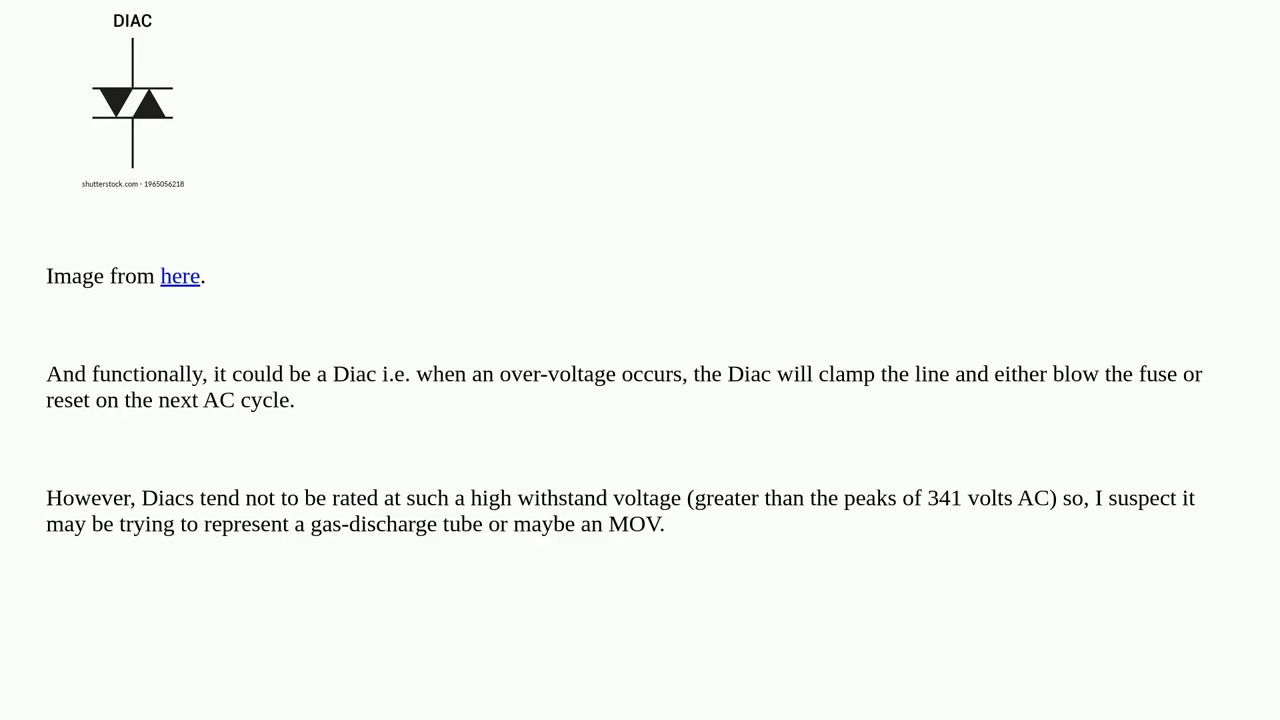 DIAC
shutterstock.com · 1965056218
Image from here.
And functionally, it could be a Diac i.e. when an over-voltage occurs, the Diac will clamp the line and either blow the fuse or
reset on the next AC cycle.
However, Diacs tend not to be rated at such a high withstand voltage (greater than the peaks of 341 volts AC) so, I suspect it
may be trying to represent a gas-discharge tube or maybe an MOV.